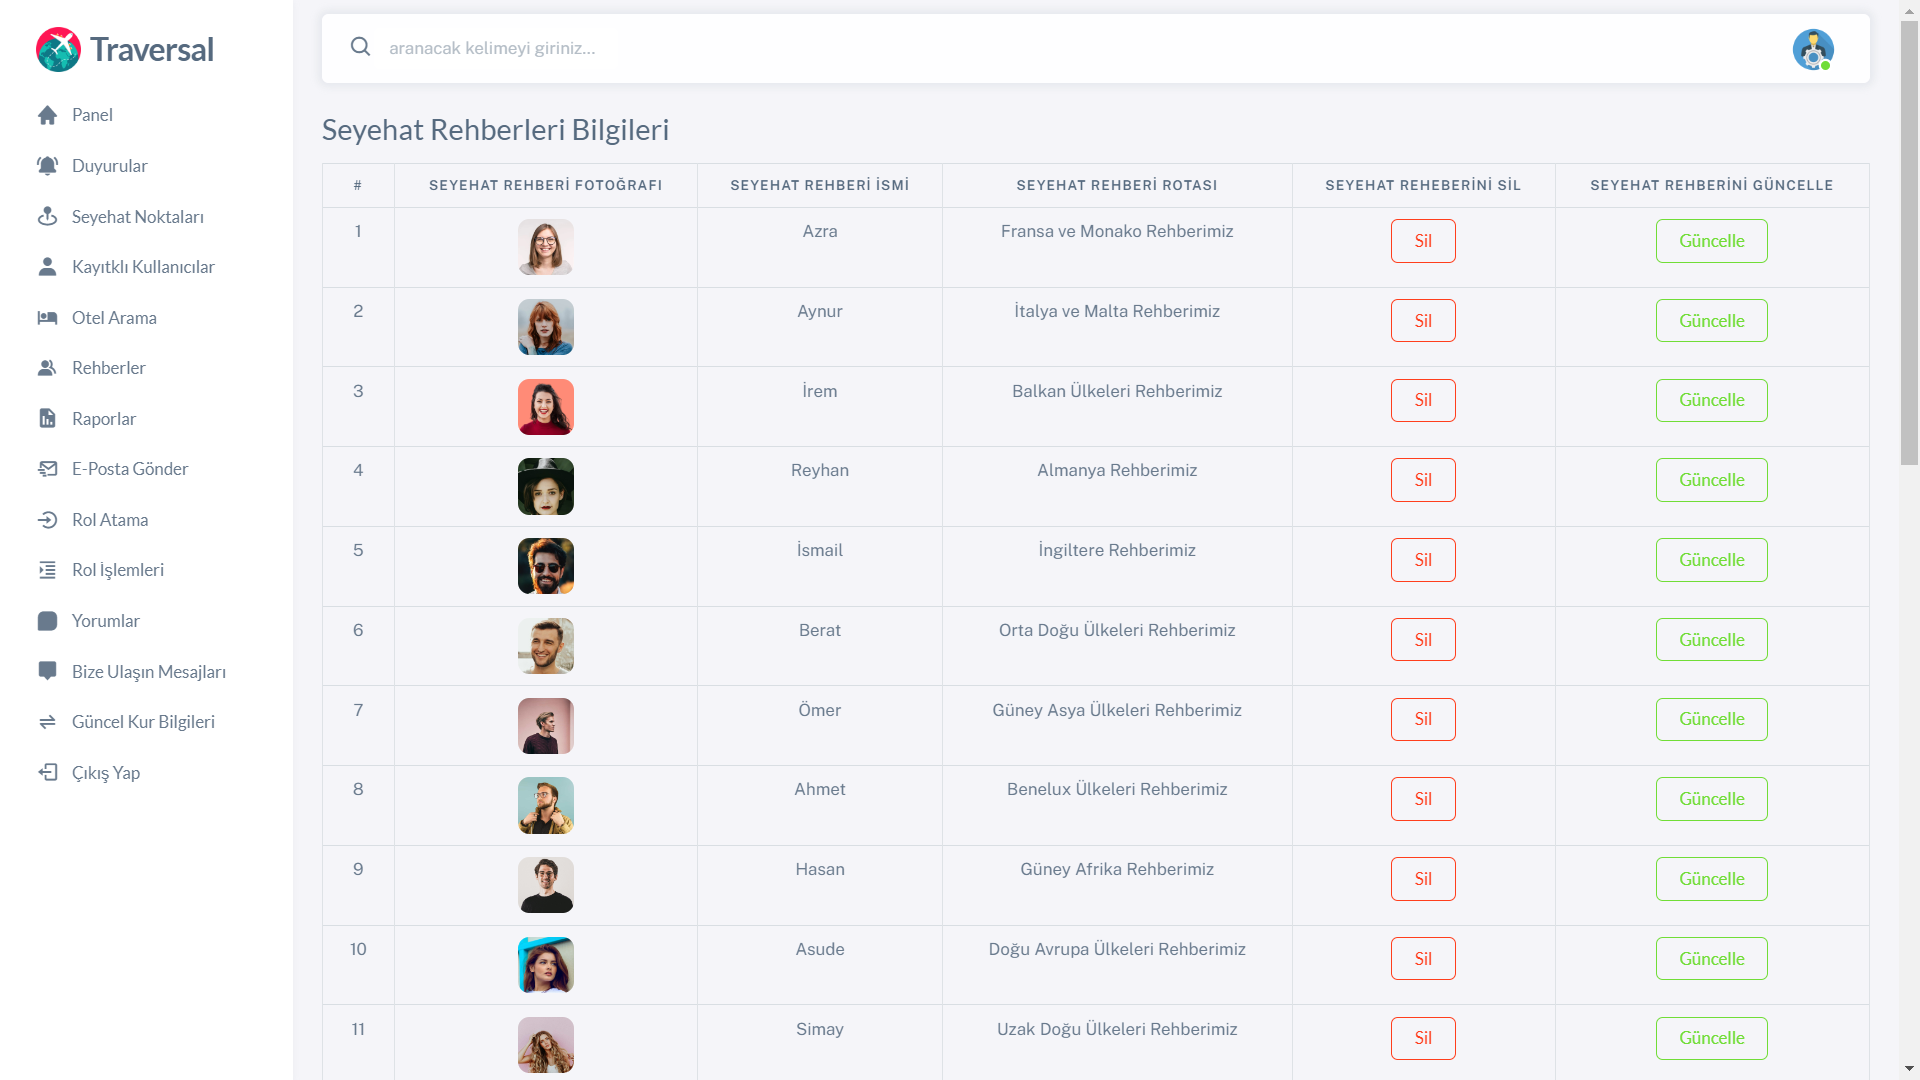 Traversal
Panel
Duyurular
Seyehat Noktaları
Kayıtklı Kullanıcılar
Otel Arama
Rehberler
Raporlar
E-Posta Gönder
Rol Atama
Rol İşlemleri
Yorumlar
Bize Ulaşın Mesajları
Güncel Kur Bilgileri
Çıkış Yap
aranacak kelimeyi giriniz...
Seyehat Rehberleri Bilgileri
# SEYEHAT REHBERİ FOTOĞRAFI SEYEHAT REHBERİ İSMİ SEYEHAT REHBERİ ROTASI SEYEHAT REHEBERİNİ SİL SEYEHAT REHBERİNİ GÜNCELLE
1 Azra Fransa ve Monako Rehberimiz Sil Güncelle
2 Aynur İtalya ve Malta Rehberimiz Sil Güncelle
3 İrem Balkan Ülkeleri Rehberimiz Sil Güncelle
4 Reyhan Almanya Rehberimiz Sil Güncelle
5 İsmail İngiltere Rehberimiz Sil Güncelle
6 Berat Orta Doğu Ülkeleri Rehberimiz Sil Güncelle
7 Ömer Güney Asya Ülkeleri Rehberimiz Sil Güncelle
8 Ahmet Benelux Ülkeleri Rehberimiz Sil Güncelle
9 Hasan Güney Afrika Rehberimiz Sil Güncelle
10 Asude Doğu Avrupa Ülkeleri Rehberimiz Sil Güncelle
11 Simay Uzak Doğu Ülkeleri Rehberimiz Sil Güncelle